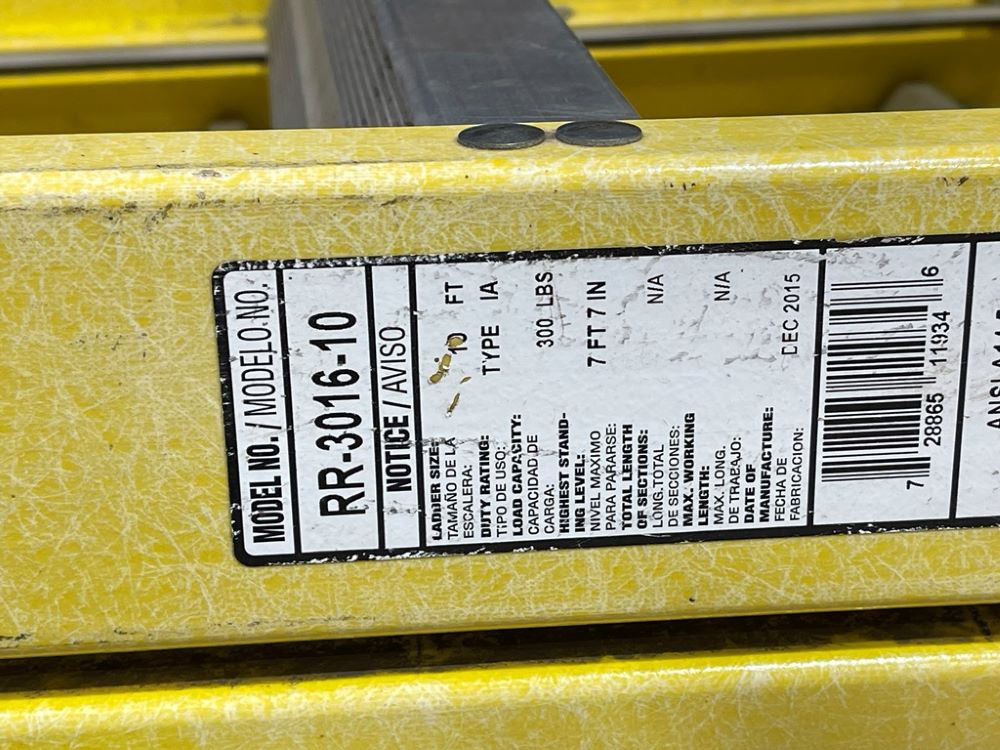 MODEL NO. / MODELO NO.
RR-3016-10
NOTICE / AVISO
LADDER SIZE: 10 FT
TAMAÑO DE LA
ESCALERA:
DUTY RATING: TYPE IA
TIPO DE USO:
LOAD CAPACITY:
CAPACIDAD DE 300 LBS
CARGA:
HIGHEST STAND-
ING LEVEL: 7 FT 7 IN
NIVEL MAXIMO
PARA PARARSE:
TOTAL LENGTH
OF SECTIONS: N/A
LONG.TOTAL
DE SECCIONES:
MAX. WORKING
LENGTH: N/A
MAX. LONG.
DE TRABAJO:
DATE OF
MANUFACTURE:
FECHA DE DEC 2015
FABRICACION:
7 28865 11934 6